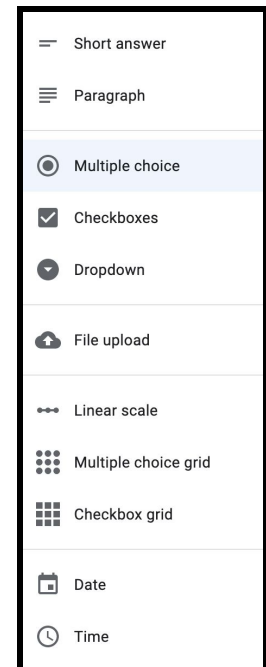 Short answer
Paragraph
Multiple choice
Checkboxes
Dropdown
File upload
Linear scale
Multiple choice grid
Checkbox grid
Date
Time